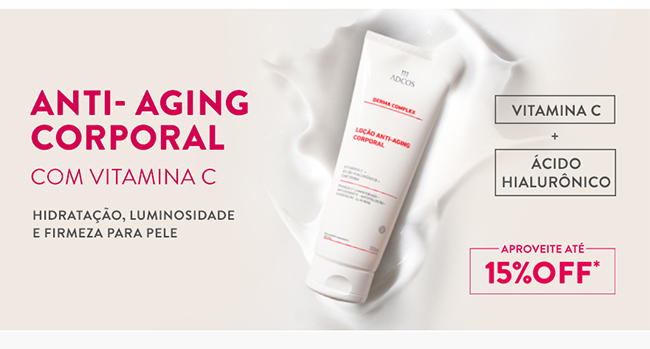 ANTI- AGING
CORPORAL
COM VITAMINA C
HIDRATAÇÃO, LUMINOSIDADE
E FIRMEZA PARA PELE
ADCOS
DERMA COMPLEX
LOÇÃO ANTI-AGING
CORPORAL
VITAMINA C
+
ÁCIDO
HIALURÔNICO
APROVEITE ATÉ
15%OFF*